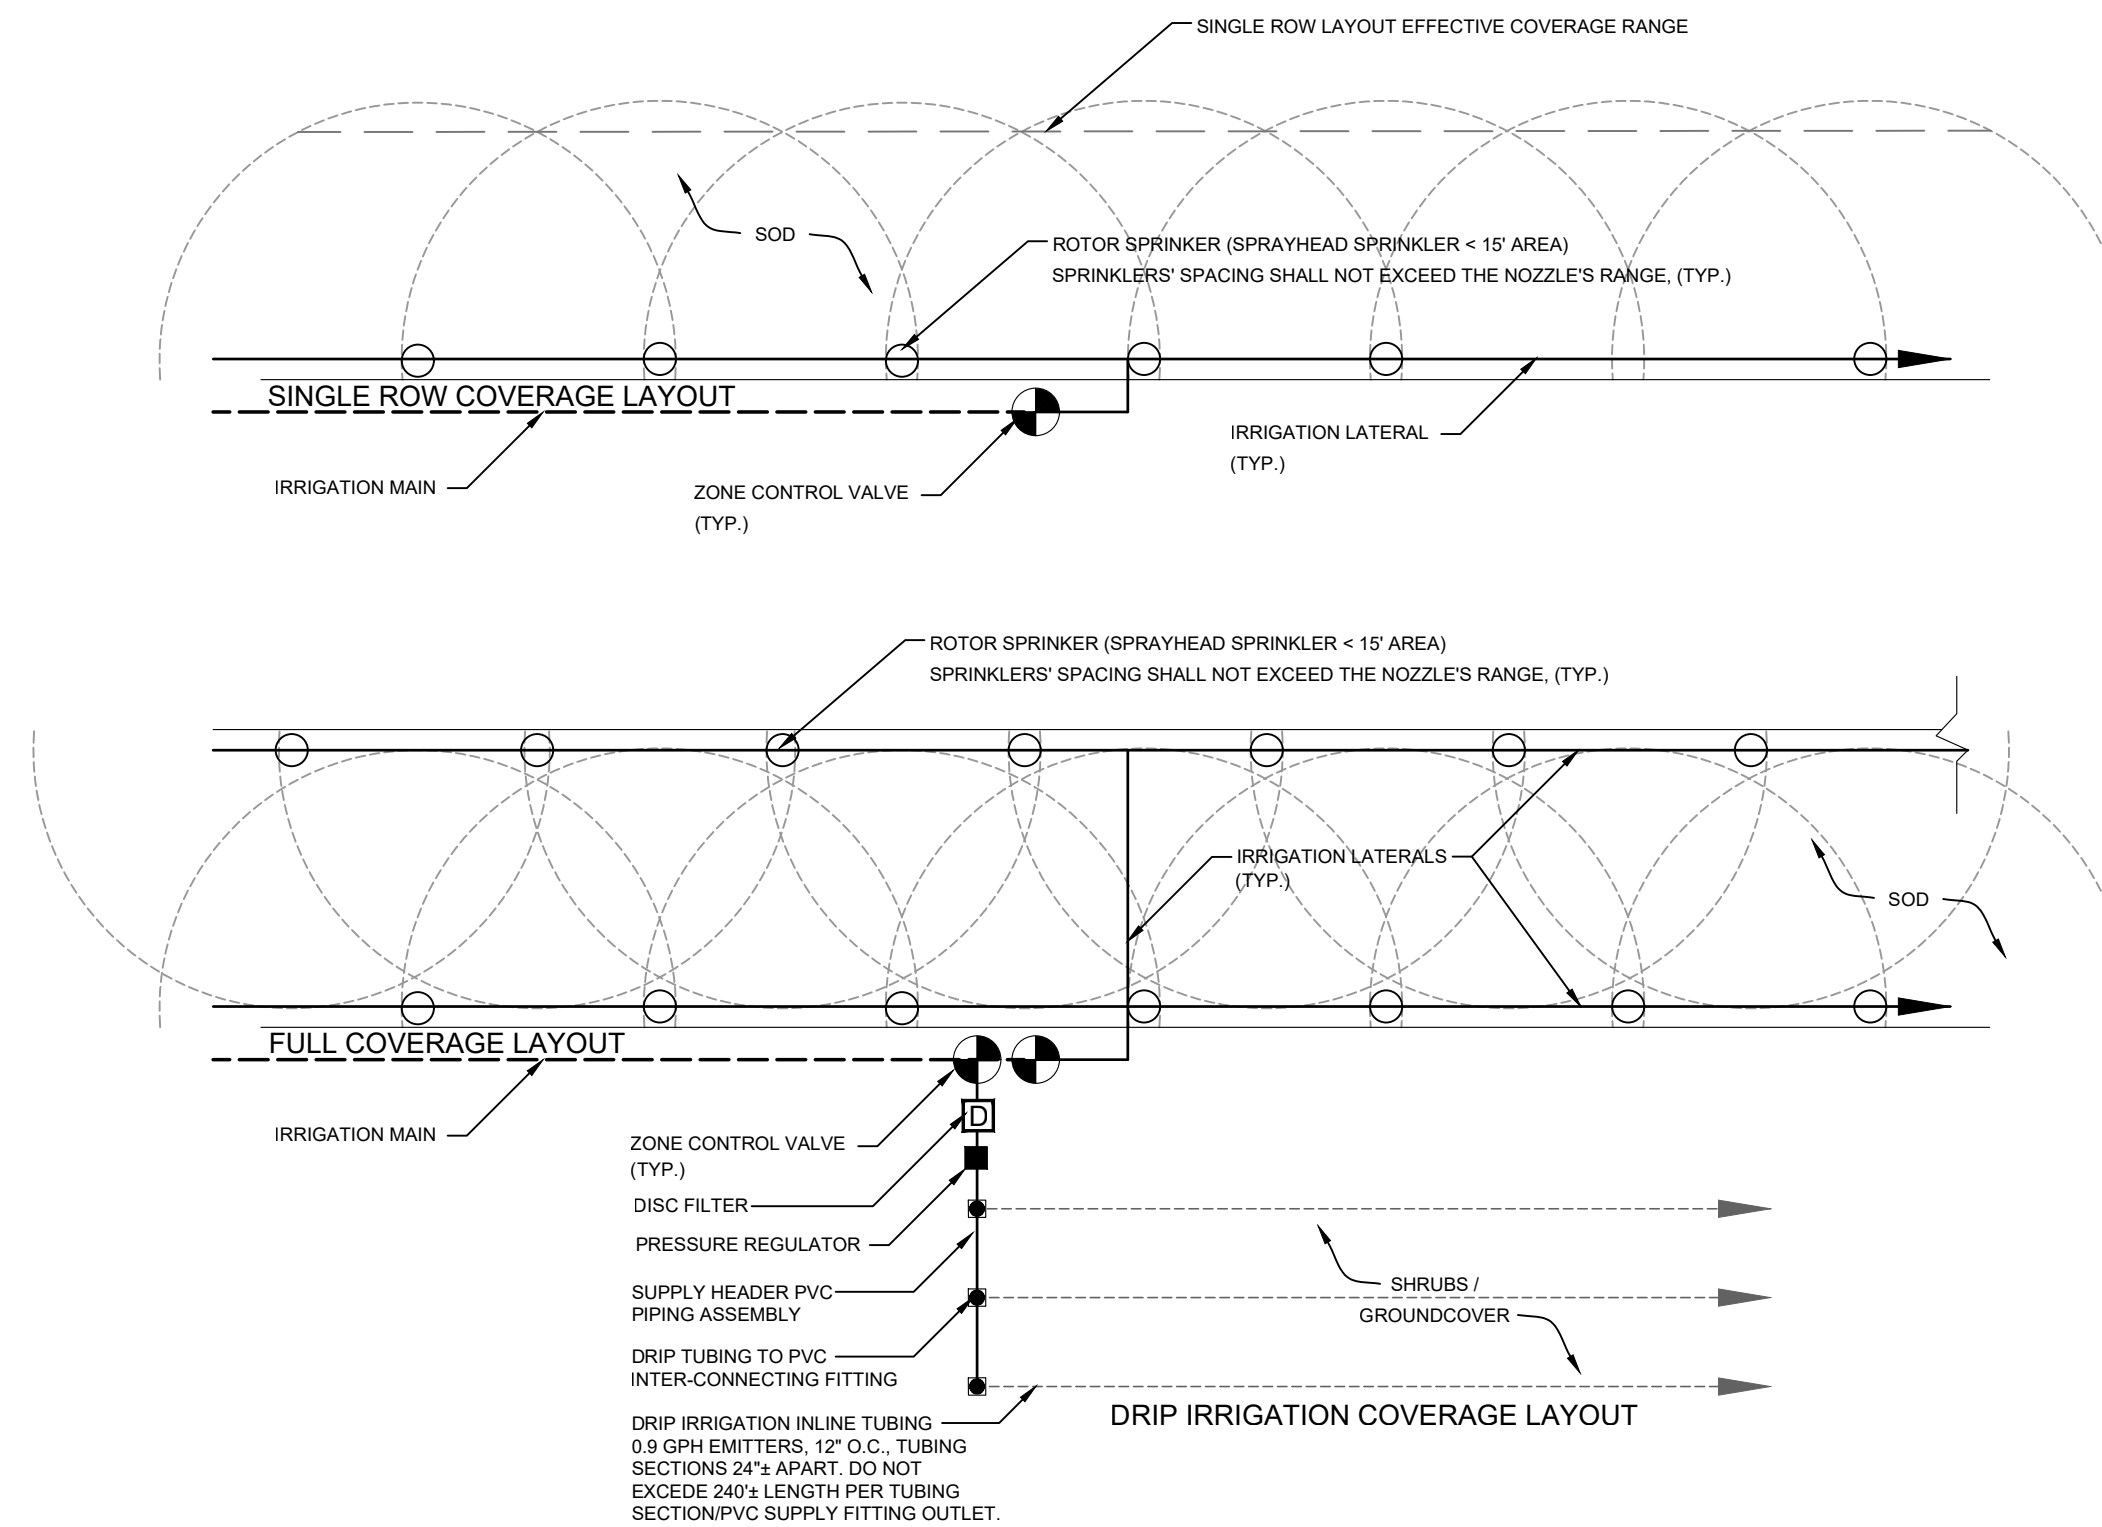 SINGLE ROW LAYOUT EFFECTIVE COVERAGE RANGE
SOD
ROTOR SPRINKER (SPRAYHEAD SPRINKLER < 15' AREA)
SPRINKLERS' SPACING SHALL NOT EXCEED THE NOZZLE'S RANGE, (TYP.)
SINGLE ROW COVERAGE LAYOUT
IRRIGATION LATERAL
(TYP.)
IRRIGATION MAIN
ZONE CONTROL VALVE
(TYP.)
ROTOR SPRINKER (SPRAYHEAD SPRINKLER < 15' AREA)
SPRINKLERS' SPACING SHALL NOT EXCEED THE NOZZLE'S RANGE, (TYP.)
IRRIGATION LATERALS
(TYP.)
SOD
FULL COVERAGE LAYOUT
IRRIGATION MAIN
D
ZONE CONTROL VALVE
(TYP.)
DISC FILTER
PRESSURE REGULATOR
SUPPLY HEADER PVC
PIPING ASSEMBLY
SHRUBS /
GROUNDCOVER
DRIP TUBING TO PVC
INTER-CONNECTING FITTING
DRIP IRRIGATION COVERAGE LAYOUT
DRIP IRRIGATION INLINE TUBING
0.9 GPH EMITTERS, 12" O.C., TUBING
SECTIONS 24"± APART. DO NOT
EXCEDE 240'± LENGTH PER TUBING
SECTION/PVC SUPPLY FITTING OUTLET.